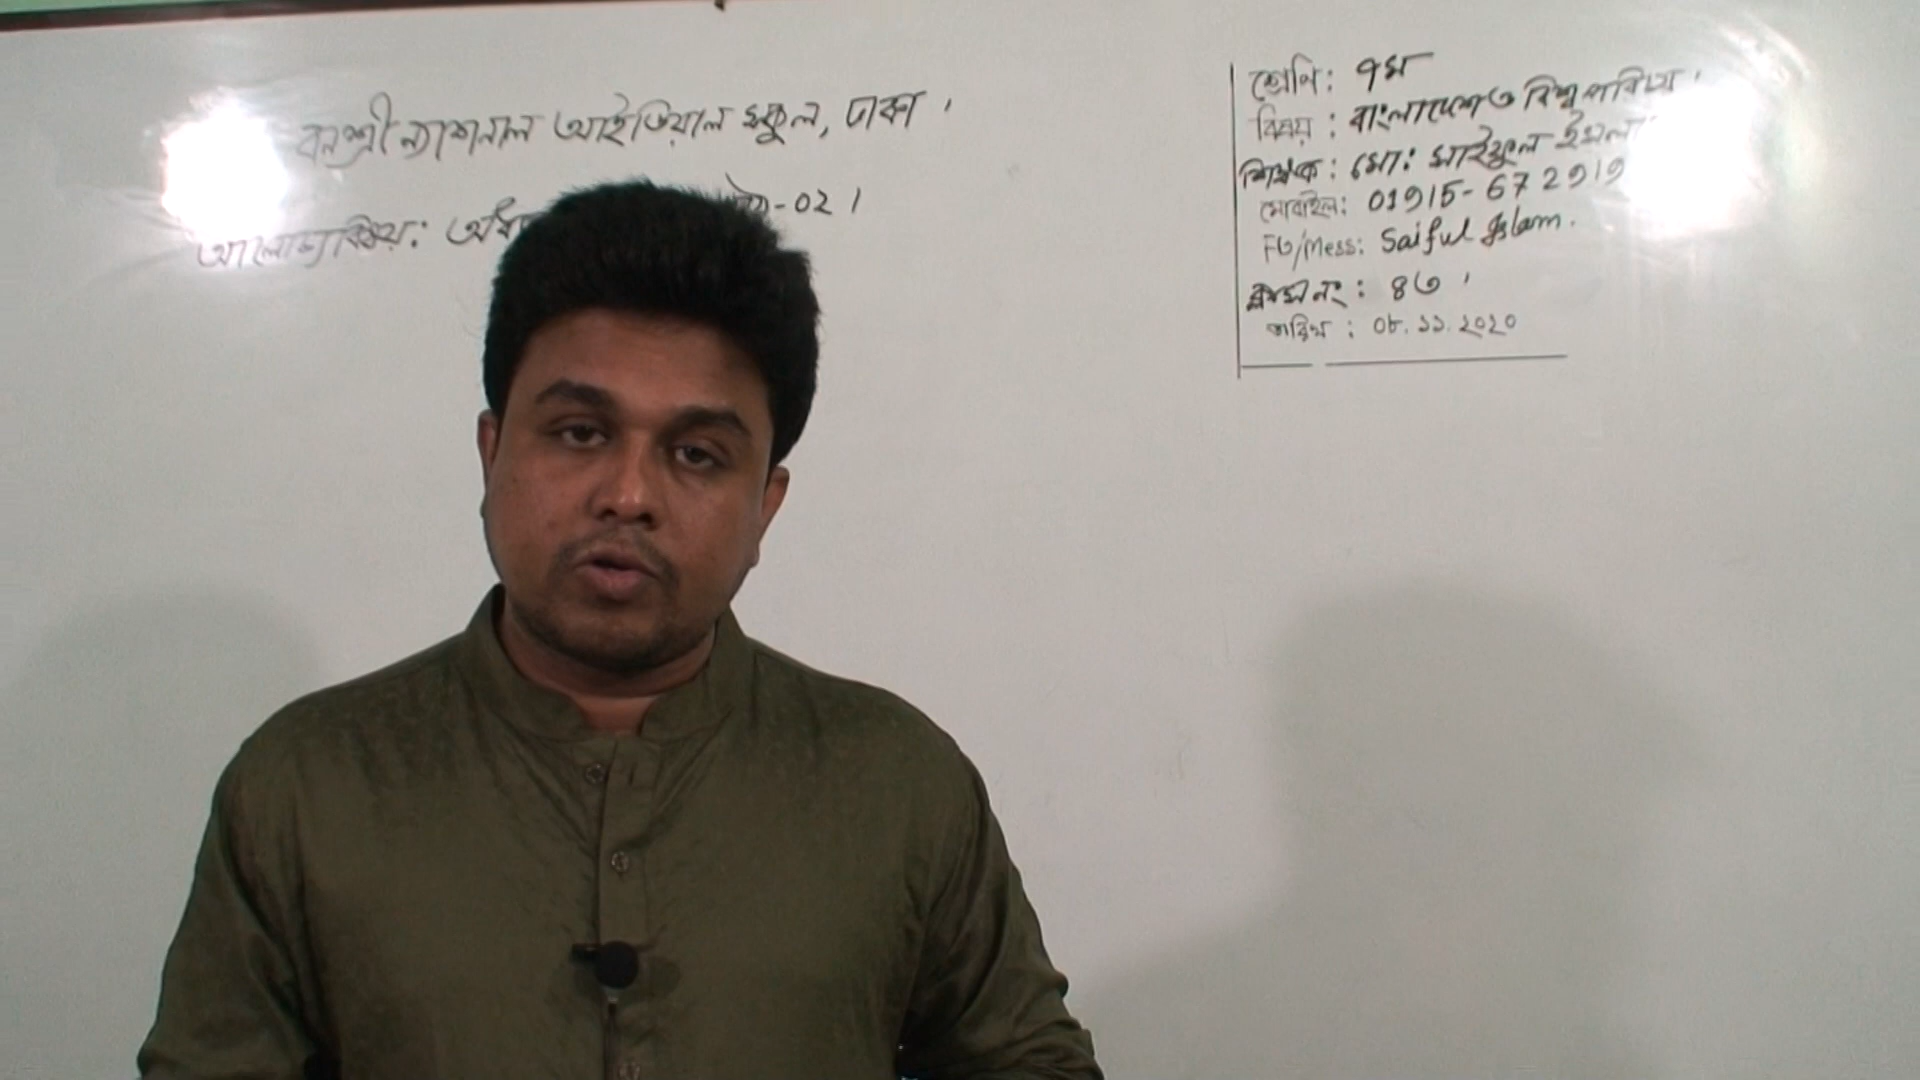 বনশ্রী ন্যাশনাল আইডিয়াল স্কুল, ঢাকা।
আলোচ্যবিষয়: -02।
শ্রেণি: ৭ম
বিষয়: বাংলাদেশ ও বিশ্বপরিচয়।
শিক্ষক: মো: সাইফুল ইসলা
মোবাইল: 01915-672919
FB/Mess: Saiful Islam.
ক্লাস নং: ৪৩।
তারিখ: ০৮.১১.২০২০